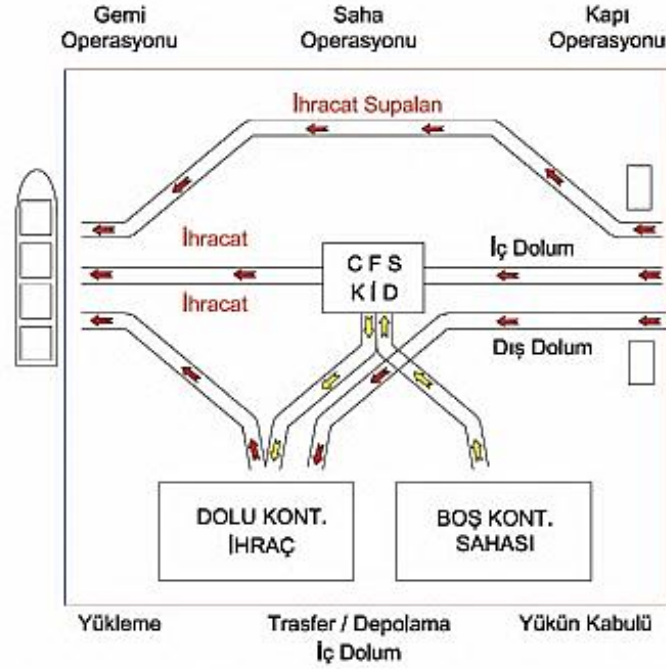 Gemi
Operasyonu
Saha
Operasyonu
Kapı
Operasyonu
İhracat Supalan
İhracat
İç Dolum
C F S
K İ D
İhracat
Dış Dolum
DOLU KONT.
İHRAÇ
BOŞ KONT.
SAHASI
Yükleme
Trasfer / Depolama
İç Dolum
Yükün Kabulü